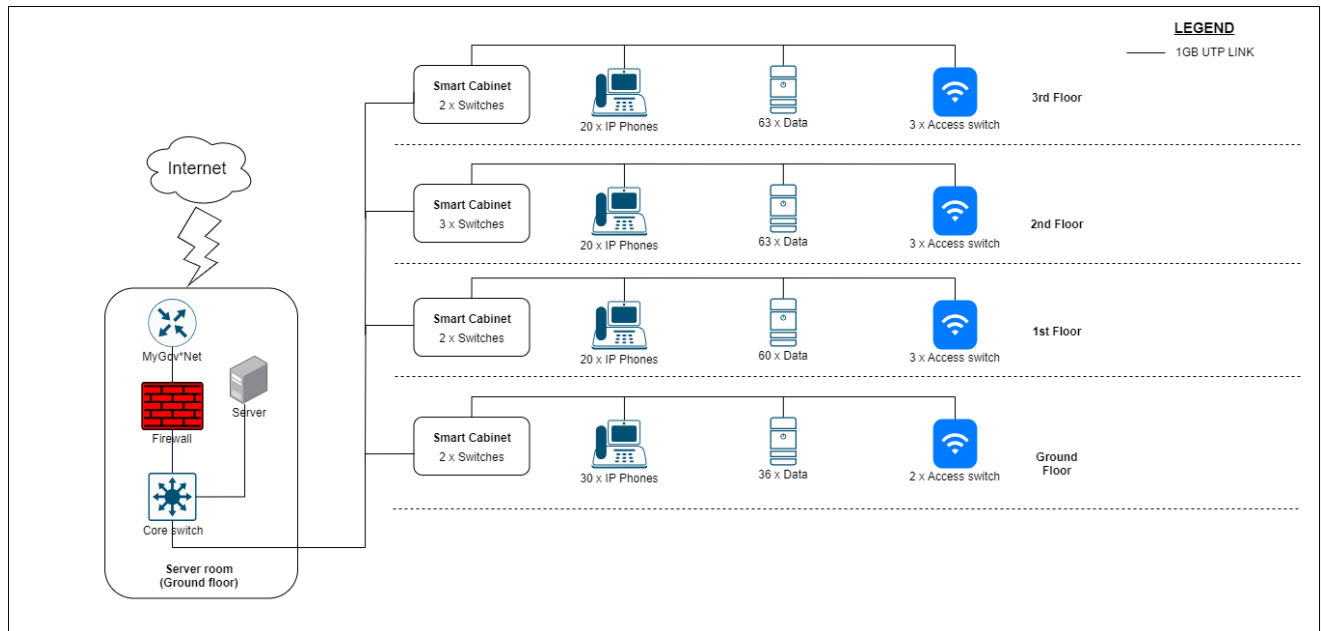 LEGEND
1GB UTP LINK
Smart Cabinet
2 x Switches
20 x IP Phones
63 x Data
3 x Access switch
3rd Floor
Internet
Smart Cabinet
3 x Switches
20 x IP Phones
63 x Data
3 x Access switch
2nd Floor
Smart Cabinet
2 x Switches
20 x IP Phones
60 x Data
3 x Access switch
1st Floor
MyGov*Net
Server
Firewall
Smart Cabinet
2 x Switches
30 x IP Phones
36 x Data
2 x Access switch
Ground
Floor
Core switch
Server room
(Ground floor)